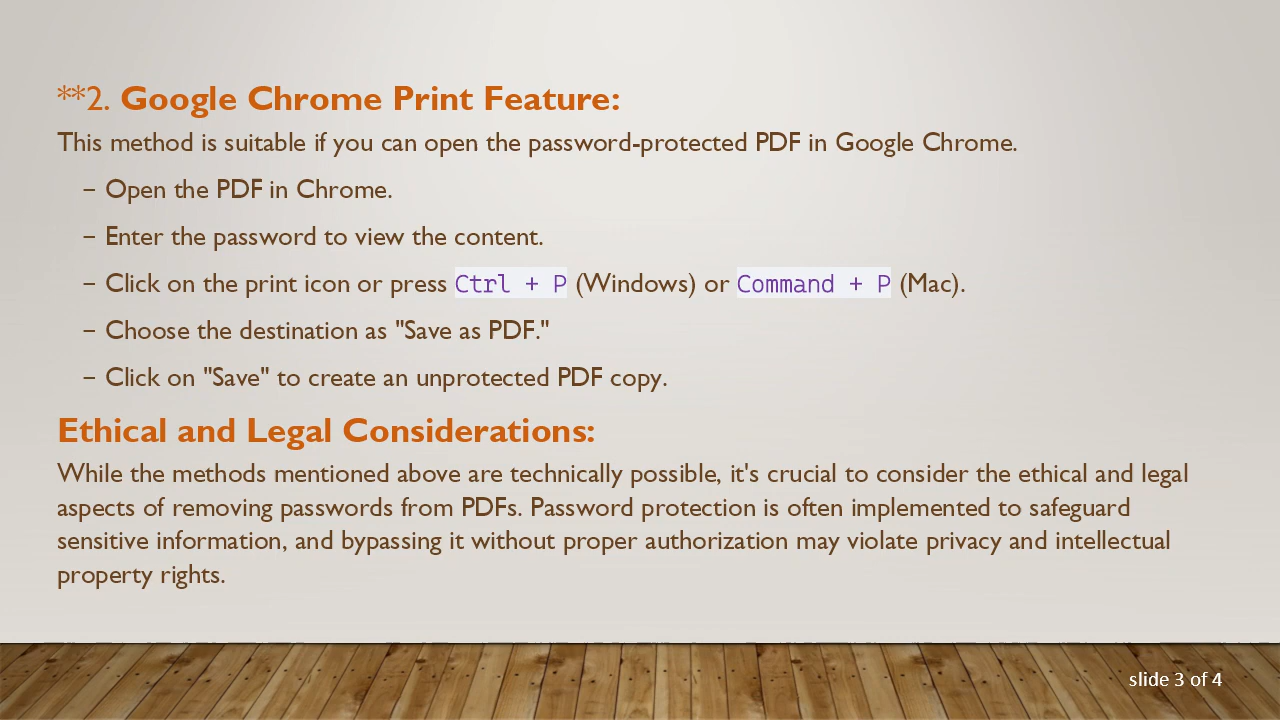 **2. Google Chrome Print Feature:
This method is suitable if you can open the password-protected PDF in Google Chrome.
– Open the PDF in Chrome.
– Enter the password to view the content.
– Click on the print icon or press Ctrl + P (Windows) or Command + P (Mac).
– Choose the destination as "Save as PDF."
– Click on "Save" to create an unprotected PDF copy.
Ethical and Legal Considerations:
While the methods mentioned above are technically possible, it's crucial to consider the ethical and legal
aspects of removing passwords from PDFs. Password protection is often implemented to safeguard
sensitive information, and bypassing it without proper authorization may violate privacy and intellectual
property rights.
slide 3 of 4